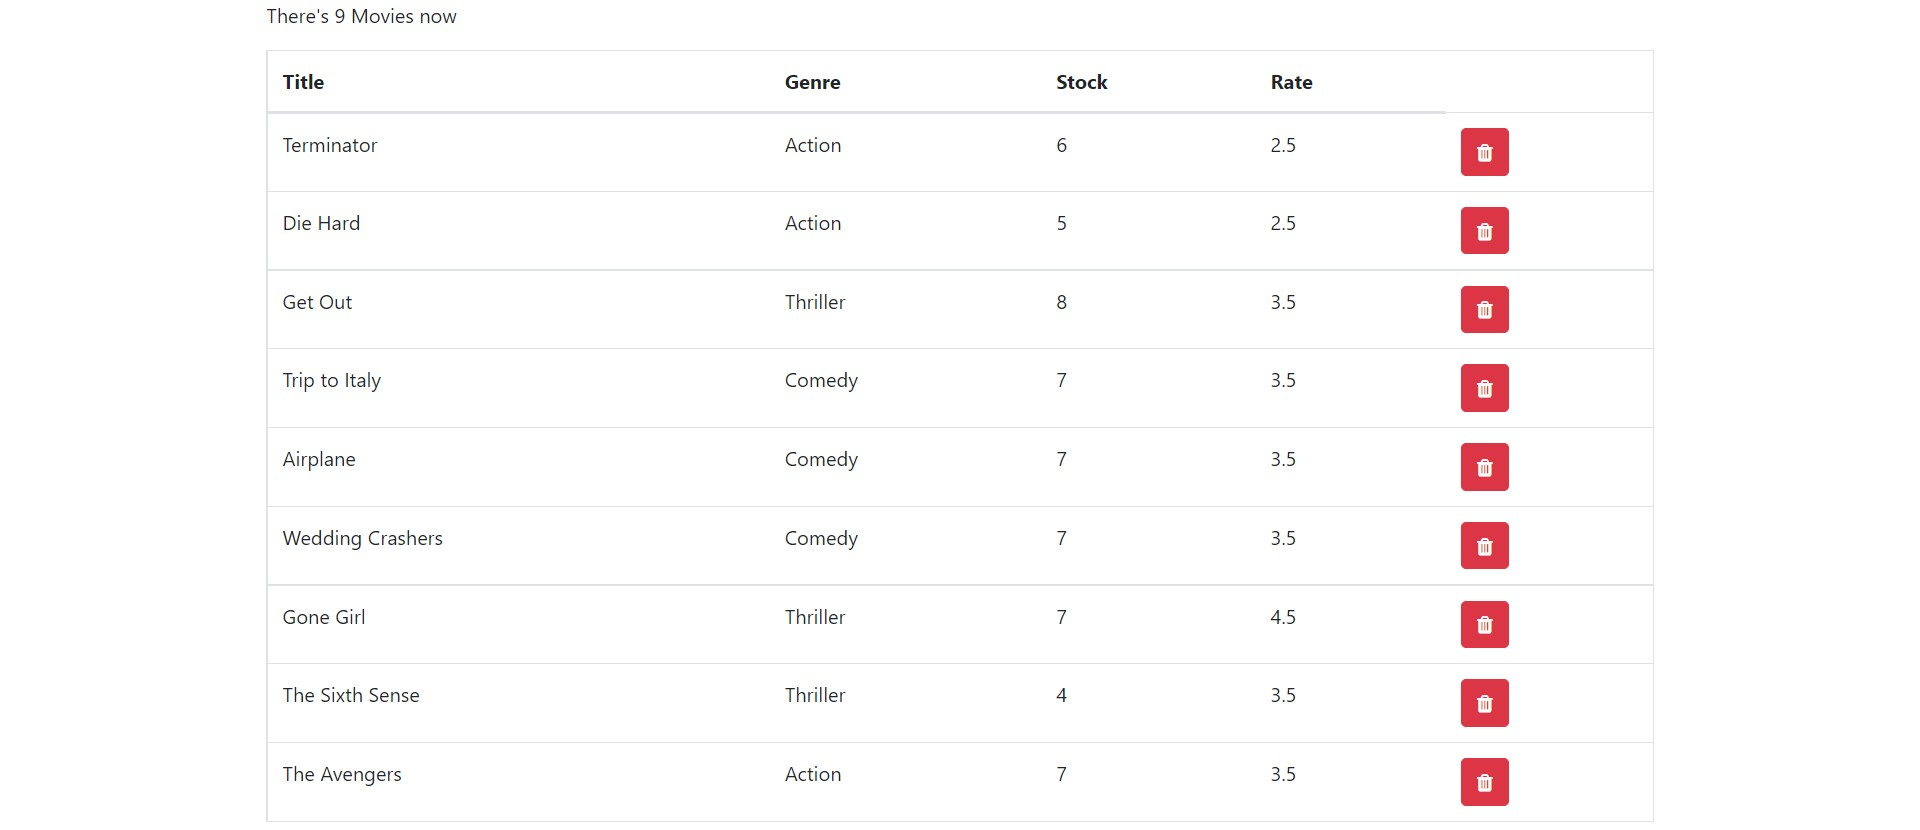 There's 9 Movies now
Title Genre Stock Rate
Terminator Action 6 2.5
Die Hard Action 5 2.5
Get Out Thriller 8 3.5
Trip to Italy Comedy 7 3.5
Airplane Comedy 7 3.5
Wedding Crashers Comedy 7 3.5
Gone Girl Thriller 7 4.5
The Sixth Sense Thriller 4 3.5
The Avengers Action 7 3.5